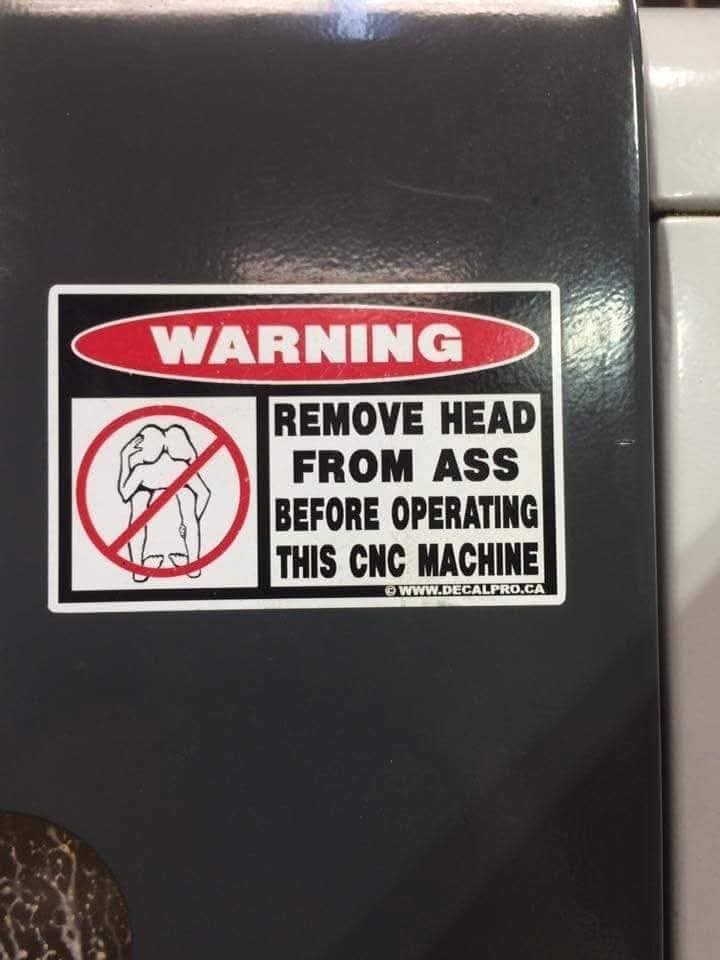 WARNING
REMOVE HEAD
FROM ASS
BEFORE OPERATING
THIS CNC MACHINE
© WWW.DECALPRO.CA